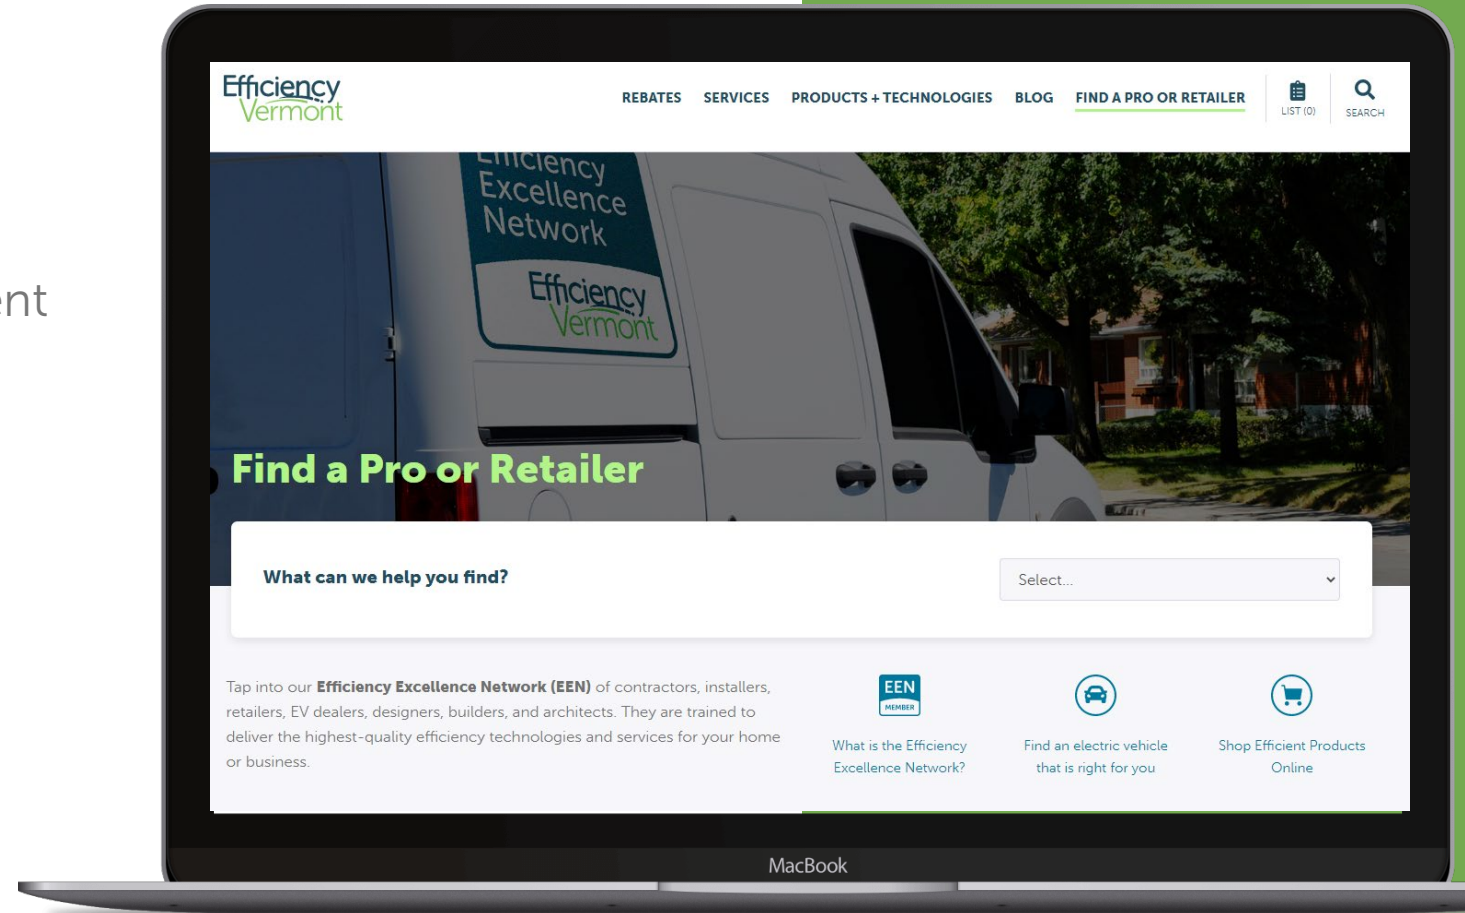 ent
Efficiency
Vermont
REBATES SERVICES PRODUCTS + TECHNOLOGIES BLOG FIND A PRO OR RETAILER LIST (0) SEARCH
Efficiency
Excellence
Network
Efficiency
Vermont
Find a Pro or Retailer
What can we help you find? Select...
Tap into our Efficiency Excellence Network (EEN) of contractors, installers,
retailers, EV dealers, designers, builders, and architects. They are trained to
deliver the highest-quality efficiency technologies and services for your home
or business.
EEN
MEMBER
What is the Efficiency
Excellence Network?
Find an electric vehicle
that is right for you
Shop Efficient Products
Online
MacBook